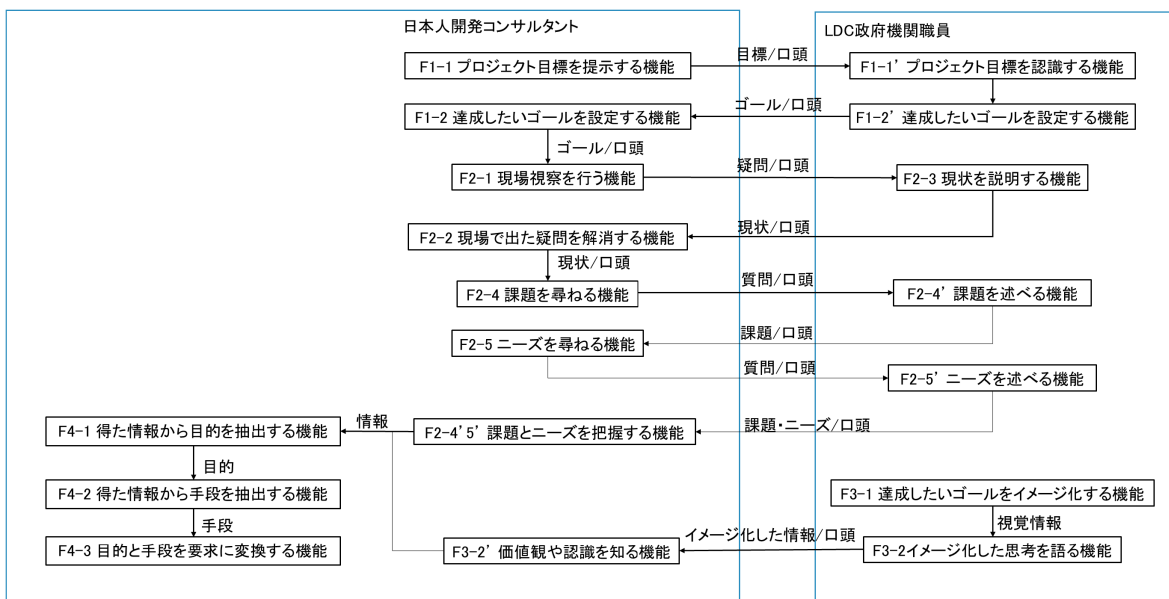 日本人開発コンサルタント
LDC政府機関職員
F1-1 プロジェクト目標を提示する機能
目標/口頭
F1-1’ プロジェクト目標を認識する機能
F1-2 達成したいゴールを設定する機能
ゴール/口頭
F1-2’ 達成したいゴールを設定する機能
ゴール/口頭
F2-1 現場視察を行う機能
疑問/口頭
F2-3 現状を説明する機能
F2-2 現場で出た疑問を解消する機能
現状/口頭
現状/口頭
F2-4 課題を尋ねる機能
質問/口頭
F2-4’ 課題を述べる機能
F2-5 ニーズを尋ねる機能
課題/口頭
質問/口頭
F2-5’ ニーズを述べる機能
F4-1 得た情報から目的を抽出する機能
情報
F2-4'5’ 課題とニーズを把握する機能
課題・ニーズ/口頭
目的
F4-2 得た情報から手段を抽出する機能
F3-1 達成したいゴールをイメージ化する機能
手段
視覚情報
F4-3 目的と手段を要求に変換する機能
F3-2’ 価値観や認識を知る機能
イメージ化した情報/口頭
F3-2イメージ化した思考を語る機能